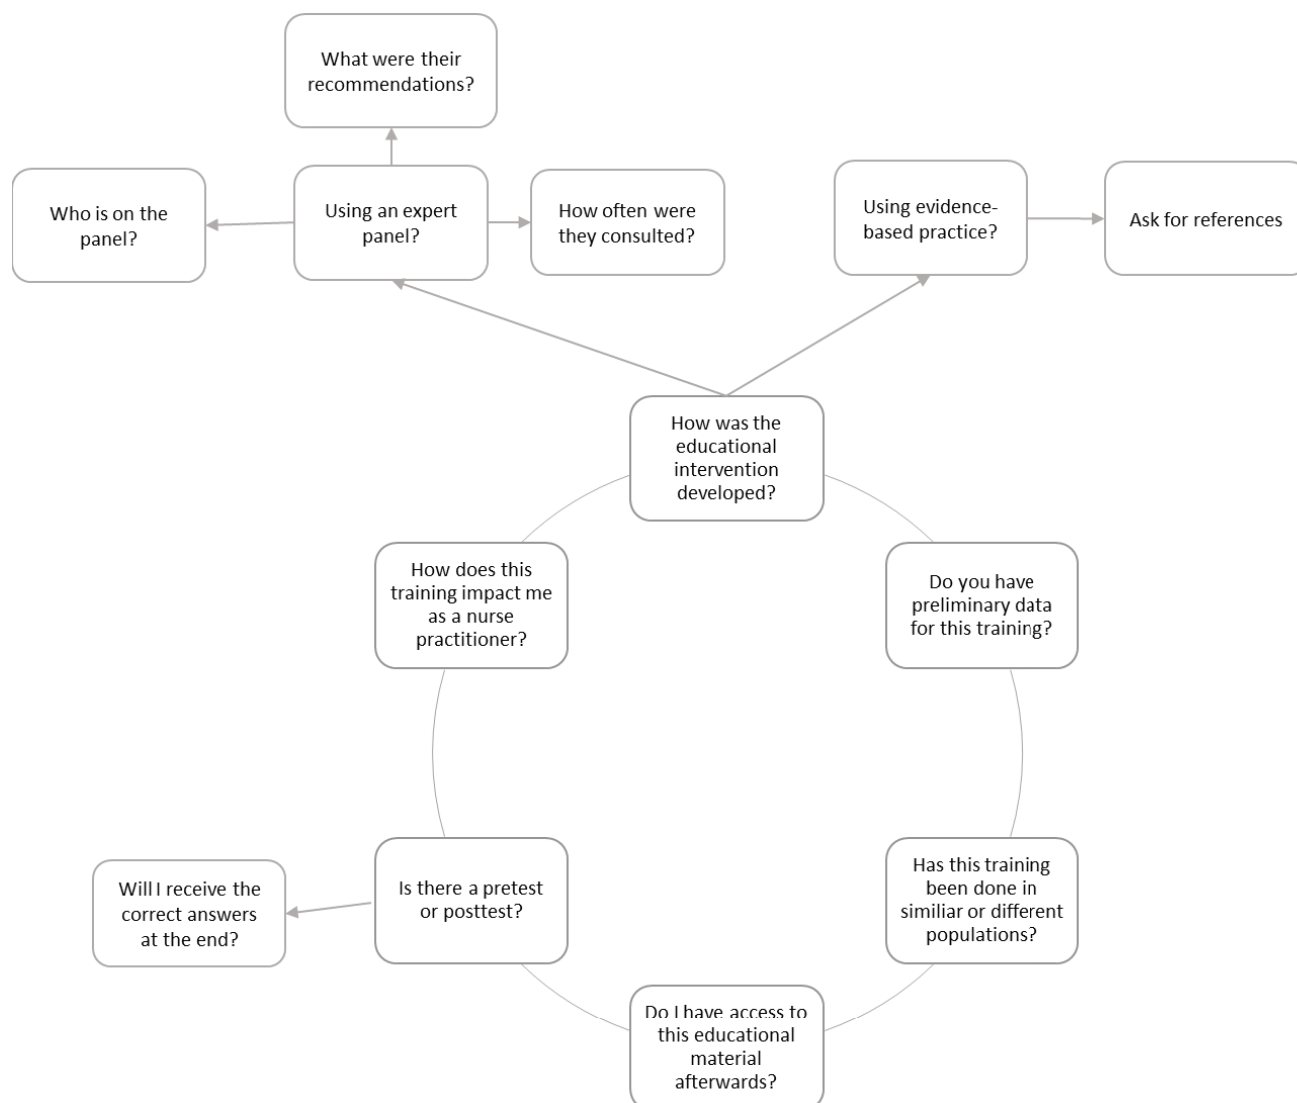 What were their
recommendations?
Who is on the
panel?
Using an expert
panel?
How often were
they consulted?
Using evidence-
based practice?
Ask for references
How was the
educational
intervention
developed?
How does this
training impact me
as a nurse
practitioner?
Do you have
preliminary data
for this training?
Will I receive the
correct answers
at the end?
Is there a pretest
or posttest?
Has this training
been done in
similiar or different
populations?
Do I have access to
this educational
material
afterwards?